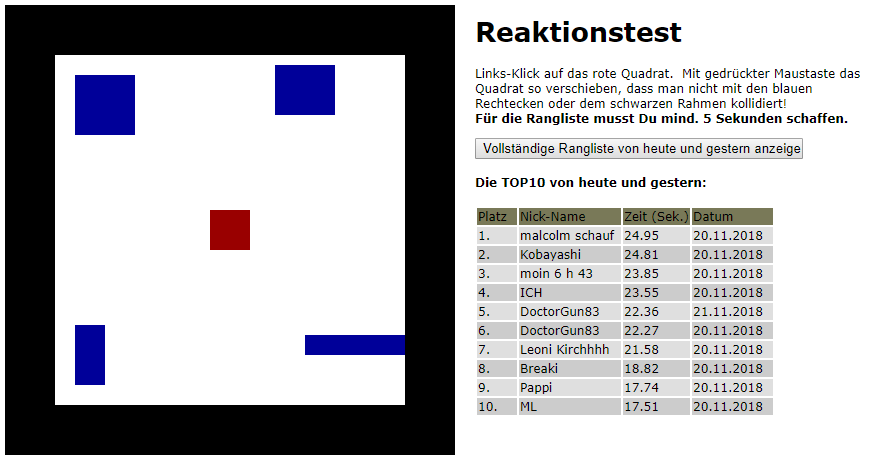 Reaktionstest
Links-Klick auf das rote Quadrat. Mit gedrückter Maustaste das
Quadrat so verschieben, dass man nicht mit den blauen
Rechtecken oder dem schwarzen Rahmen kollidiert!
Für die Rangliste musst Du mind. 5 Sekunden schaffen.
Vollständige Rangliste von heute und gestern anzeige
Die TOP10 von heute und gestern:
Platz Nick-Name Zeit (Sek.) Datum
1. malcolm schauf 24.95 20.11.2018
2. Kobayashi 24.81 20.11.2018
3. moin 6 h 43 23.85 20.11.2018
4. ICH 23.55 20.11.2018
5. DoctorGun83 22.36 21.11.2018
6. DoctorGun83 22.27 20.11.2018
7. Leoni Kirchhhh 21.58 20.11.2018
8. Breaki 18.82 20.11.2018
9. Pappi 17.74 20.11.2018
10. ML 17.51 20.11.2018